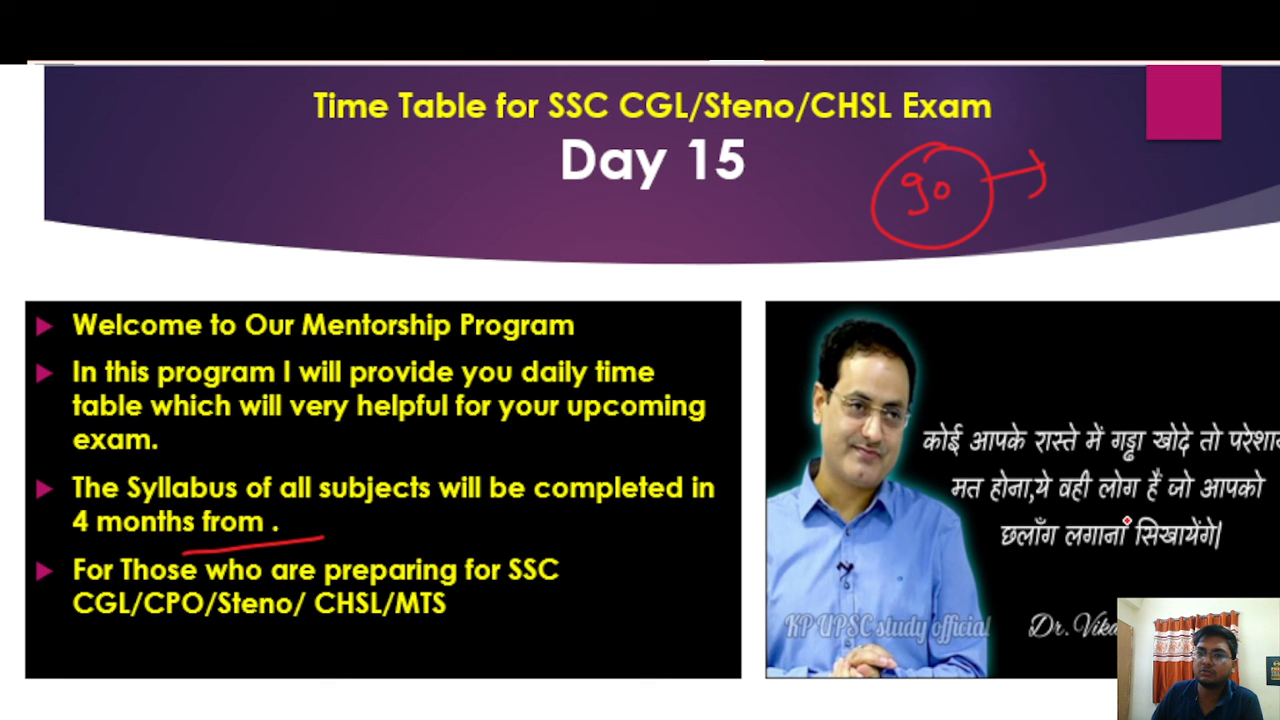 Time Table for SSC CGL/Steno/CHSL Exam
Day 15
90
Welcome to Our Mentorship Program
In this program I will provide you daily time
table which will very helpful for your upcoming
exam.
The Syllabus of all subjects will be completed in
4 months from .
For Those who are preparing for SSC
CGL/CPO/Steno/ CHSL/MTS
कोई आपके रास्ते में गड्ढा खोदे तो परेशान
मत होना,ये वही लोग हैं जो आपको
छलाँग लगाना सिखायेंगे|
KP UPSC study official
Dr. Vika